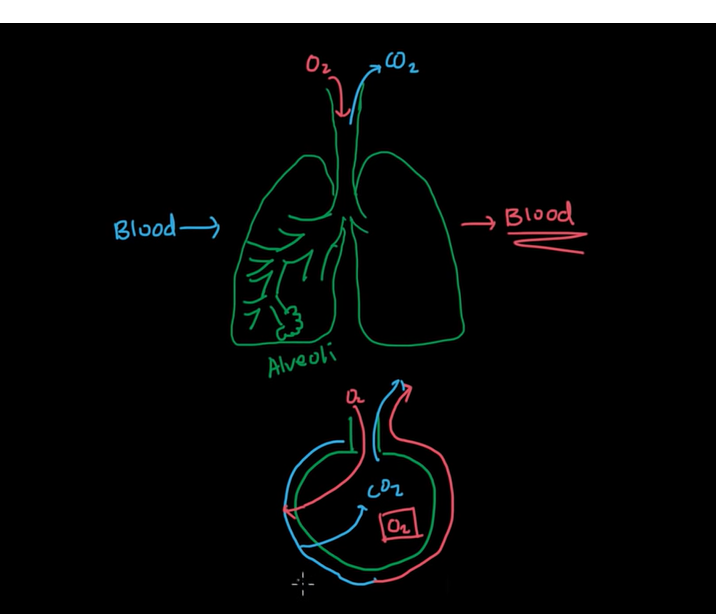 O₂
CO₂
Blood →
→ Blood
Alveoli
O₂
CO₂
O₂